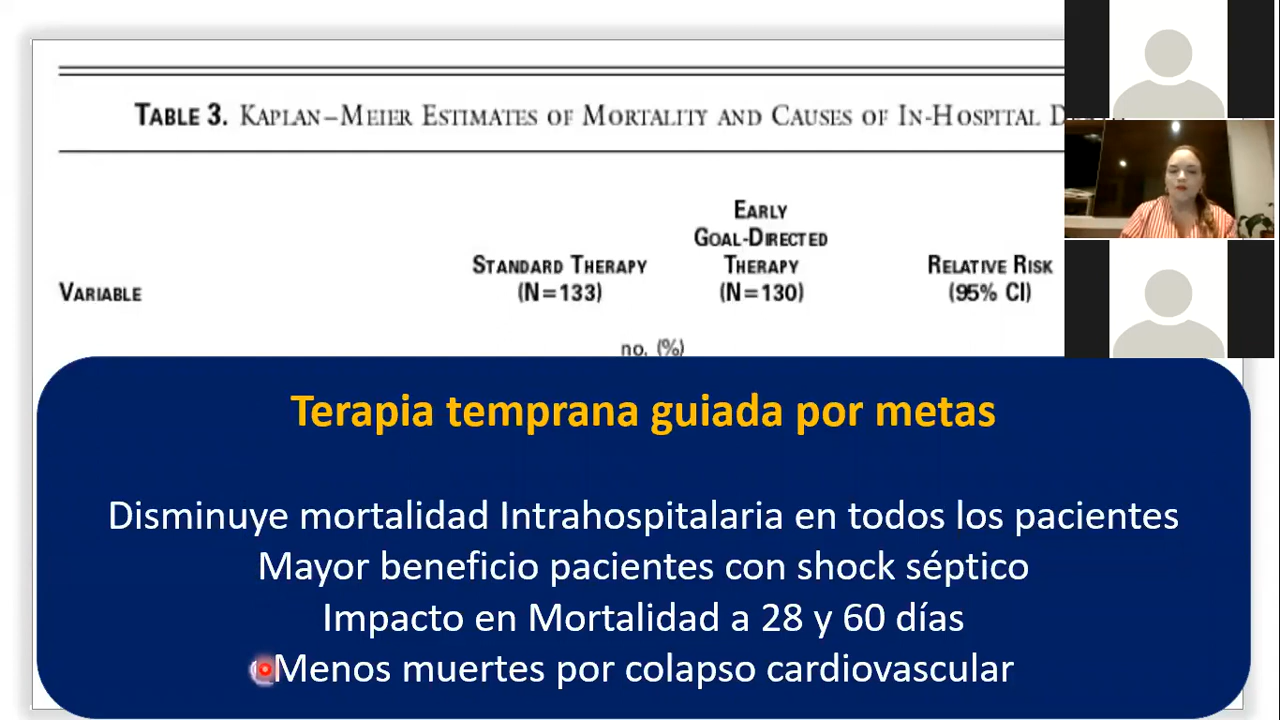 TABLE 3. KAPLAN–MEIER ESTIMATES OF MORTALITY AND CAUSES OF IN-HOSPITAL
EARLY
GOAL-DIRECTED
STANDARD THERAPY THERAPY RELATIVE RISK
VARIABLE (N=133) (N=130) (95% CI)
no. (%)
Terapia temprana guiada por metas
Disminuye mortalidad Intrahospitalaria en todos los pacientes
Mayor beneficio pacientes con shock séptico
Impacto en Mortalidad a 28 y 60 días
Menos muertes por colapso cardiovascular